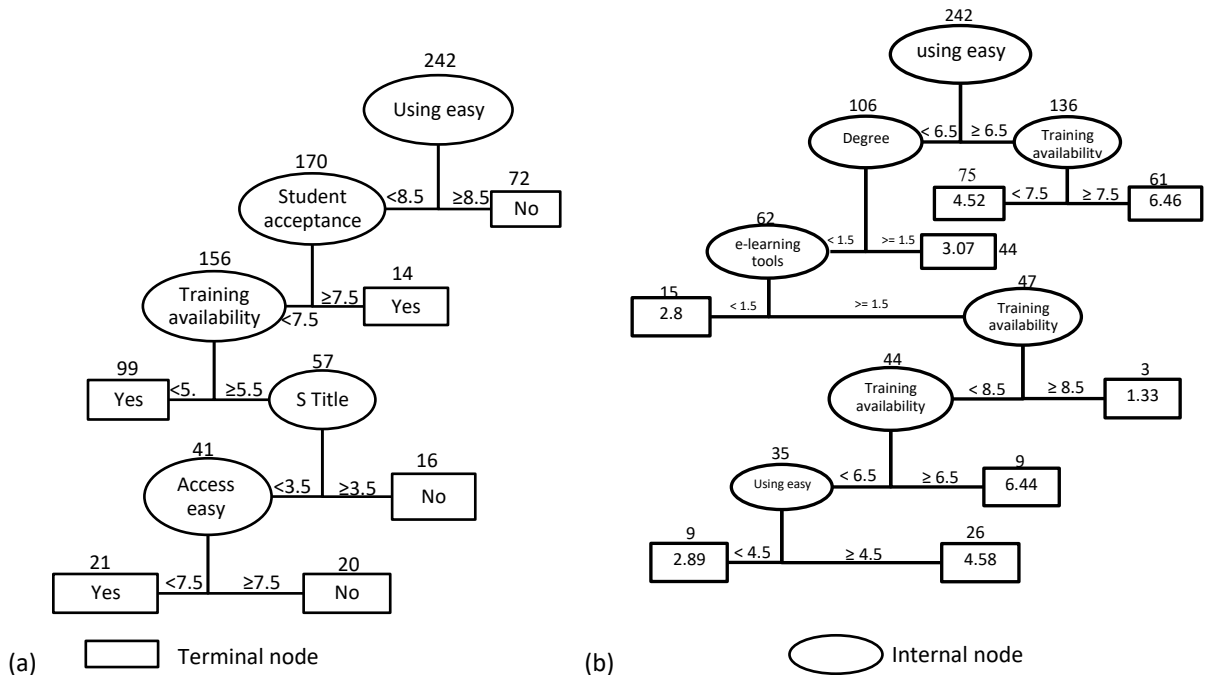 242
Using easy
170
Student
acceptance
<8.5
≥8.5
72
No
156
Training
availability
<7.5
≥7.5
14
Yes
99
Yes
<5.
≥5.5
57
S Title
41
Access
easy
<3.5
≥3.5
16
No
21
Yes
<7.5
≥7.5
20
No
(a)
Terminal node
242
using easy
106
Degree
< 6.5
≥ 6.5
136
Training
availability
75
4.52
< 7.5
≥ 7.5
61
6.46
62
e-learning
tools
< 1.5
>= 1.5
3.07
44
15
2.8
< 1.5
>= 1.5
47
Training
availability
44
Training
availability
< 8.5
≥ 8.5
3
1.33
35
Using easy
< 6.5
≥ 6.5
9
6.44
9
2.89
< 4.5
≥ 4.5
26
4.58
(b)
Internal node